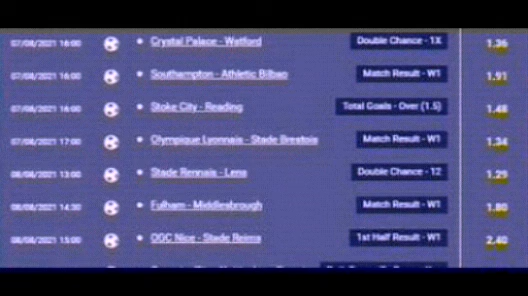 07/08/2021 16:00 Crystal Palace - Watford Double Chance - 1X 1.36
07/08/2021 16:00 Southampton - Athletic Bilbao Match Result - W1 1.91
07/08/2021 16:00 Stoke City - Reading Total Goals - Over (1.5) 1.48
07/08/2021 17:00 Olympique Lyonnais - Stade Brestois Match Result - W1 1.34
08/08/2021 13:00 Stade Rennais - Lens Double Chance - 12 1.29
08/08/2021 14:30 Fulham - Middlesbrough Match Result - W1 1.80
08/08/2021 15:00 OGC Nice - Stade Reims 1st Half Result - W1 2.40